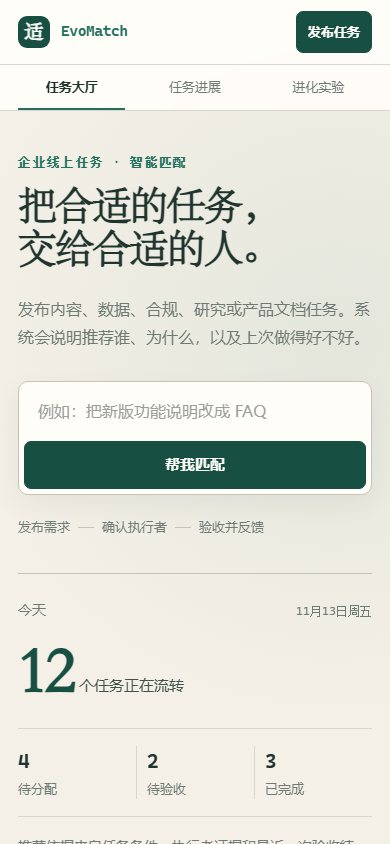 适 EvoMatch
发布任务
任务大厅 任务进展 进化实验
企业线上任务 · 智能匹配
把合适的任务，
交给合适的人。
发布内容、数据、合规、研究或产品文档任务。系
统会说明推荐谁、为什么，以及上次做得好不好。
例如：把新版功能说明改成 FAQ
帮我匹配
发布需求 — 确认执行者 — 验收并反馈
今天 11月13日周五
12个任务正在流转
4 2 3
待分配 待验收 已完成